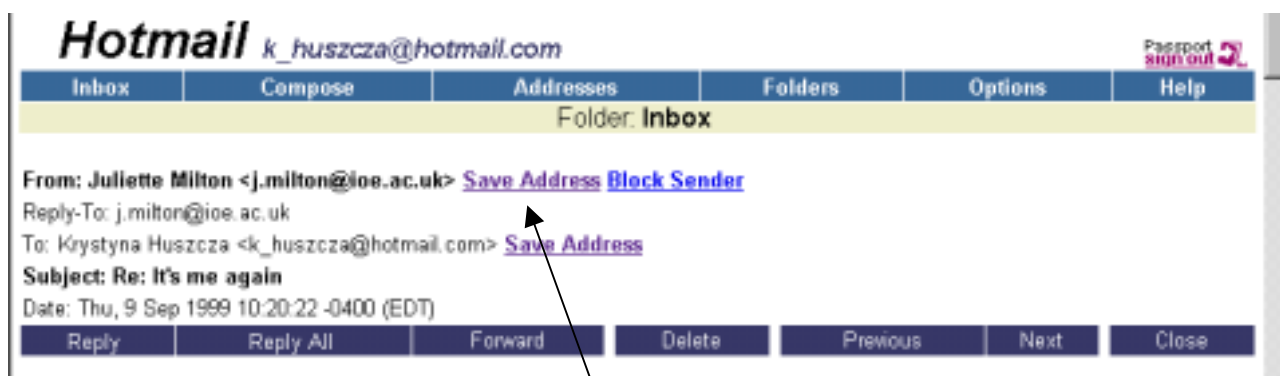 Hotmail k_huszcza@hotmail.com
Passport
sign out
Inbox Compose Addresses Folders Options Help
Folder: Inbox
From: Juliette Milton <j.milton@ioe.ac.uk> Save Address Block Sender
Reply-To: j.milton@ioe.ac.uk
To: Krystyna Huszcza <k_huszcza@hotmail.com> Save Address
Subject: Re: It's me again
Date: Thu, 9 Sep 1999 10:20:22 -0400 (EDT)
Reply Reply All Forward Delete Previous Next Close